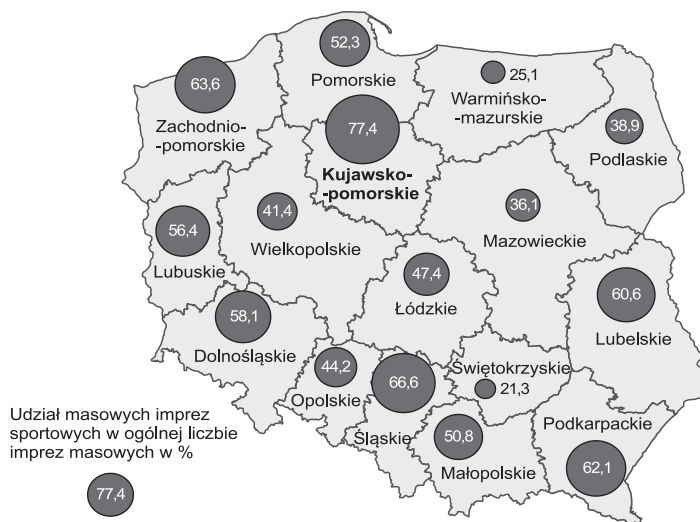 52,3
Pomorskie
63,6
Zachodnio-
-pomorskie
25,1
Warmińsko-
-mazurskie
38,9
Podlaskie
77,4
Kujawsko-
-pomorskie
41,4
Wielkopolskie
36,1
Mazowieckie
56,4
Lubuskie
47,4
Łódzkie
60,6
Lubelskie
58,1
Dolnośląskie
44,2
Opolskie
66,6
Śląskie
Świętokrzyskie
21,3
50,8
Małopolskie
Podkarpackie
62,1
Udział masowych imprez
sportowych w ogólnej liczbie
imprez masowych w %
77,4